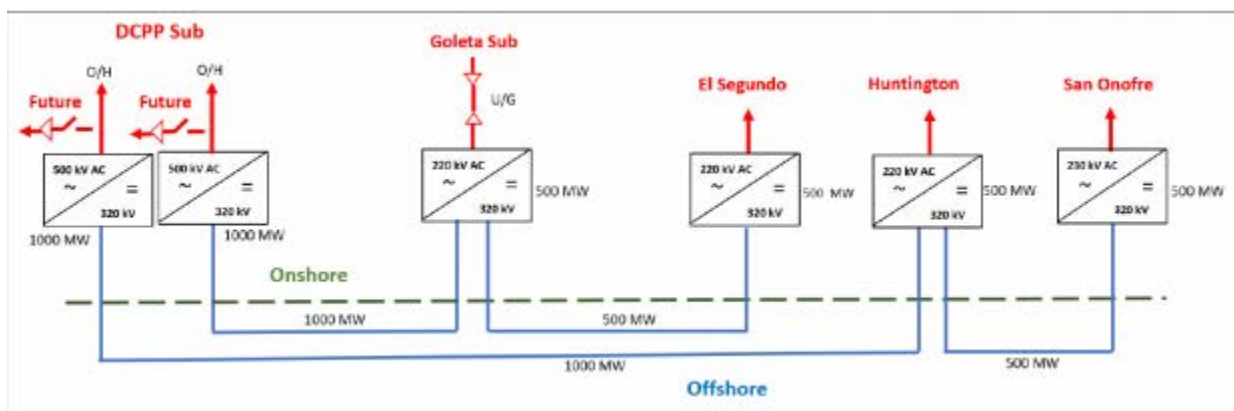 DCPP Sub
O/H
O/H
Future
Future
Goleta Sub
U/G
El Segundo
Huntington
San Onofre
500 kV AC
~
=
320 kV
1000 MW
500 kV AC
~
=
320 kV
1000 MW
220 kV AC
~
=
320 kV
500 MW
220 kV AC
~
=
320 kV
500 MW
220 kV AC
~
=
320 kV
500 MW
230 kV AC
~
=
320 kV
500 MW
Onshore
1000 MW
500 MW
1000 MW
500 MW
Offshore